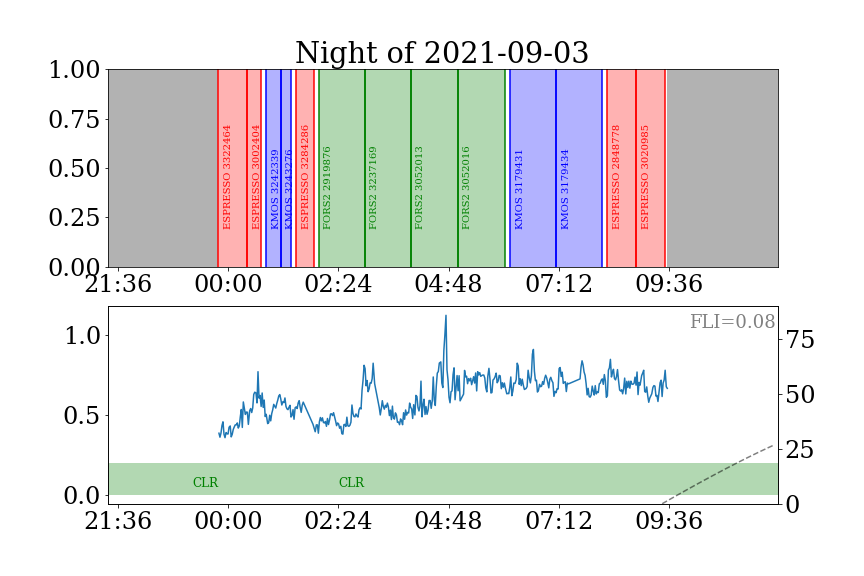 Night of 2021-09-03
1.00
0.75
0.50
0.25
0.00
ESPRESSO 3322464
ESPRESSO 3002404
KMOS 3242339
KMOS 3243276
ESPRESSO 3284286
FORS2 2919876
FORS2 3237169
FORS2 3052013
FORS2 3052016
KMOS 3179431
KMOS 3179434
ESPRESSO 2848778
ESPRESSO 3020985
21:36 00:00 02:24 04:48 07:12 09:36
FLI=0.08
1.0
0.5
0.0
75
50
25
0
CLR CLR
21:36 00:00 02:24 04:48 07:12 09:36